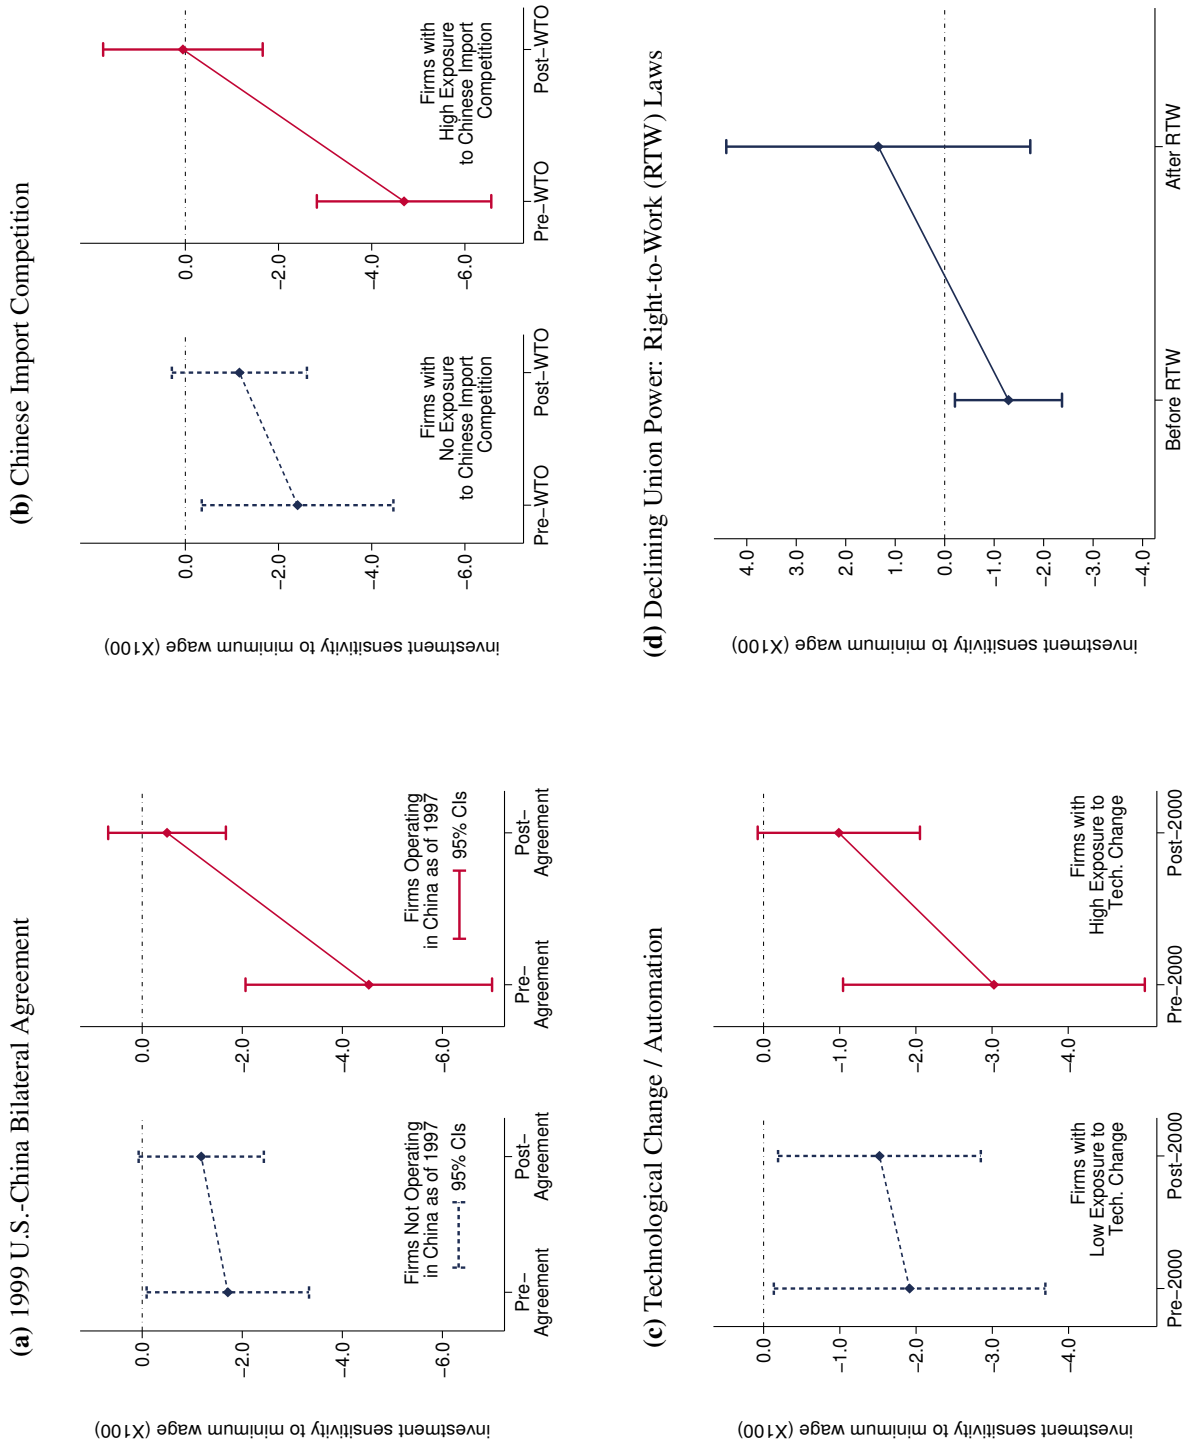 (a) 1999 U.S.-China Bilateral Agreement
investment sensitivity to minimum wage (X100)
0.0
−2.0
−4.0
−6.0
Pre−
Agreement
Post−
Agreement
Firms Not Operating
in China as of 1997
95% CIs
0.0
−2.0
−4.0
−6.0
Pre−
Agreement
Post−
Agreement
Firms Operating
in China as of 1997
95% CIs
(b) Chinese Import Competition
investment sensitivity to minimum wage (X100)
0.0
−2.0
−4.0
−6.0
Pre−WTO
Post−WTO
Firms with
No Exposure
to Chinese Import
Competition
0.0
−2.0
−4.0
−6.0
Pre−WTO
Post−WTO
Firms with
High Exposure
to Chinese Import
Competition
(c) Technological Change / Automation
investment sensitivity to minimum wage (X100)
0.0
−1.0
−2.0
−3.0
−4.0
Pre−2000
Post−2000
Firms with
Low Exposure to
Tech. Change
0.0
−1.0
−2.0
−3.0
−4.0
Pre−2000
Post−2000
Firms with
High Exposure to
Tech. Change
(d) Declining Union Power: Right-to-Work (RTW) Laws
investment sensitivity to minimum wage (X100)
4.0
3.0
2.0
1.0
0.0
−1.0
−2.0
−3.0
−4.0
Before RTW
After RTW